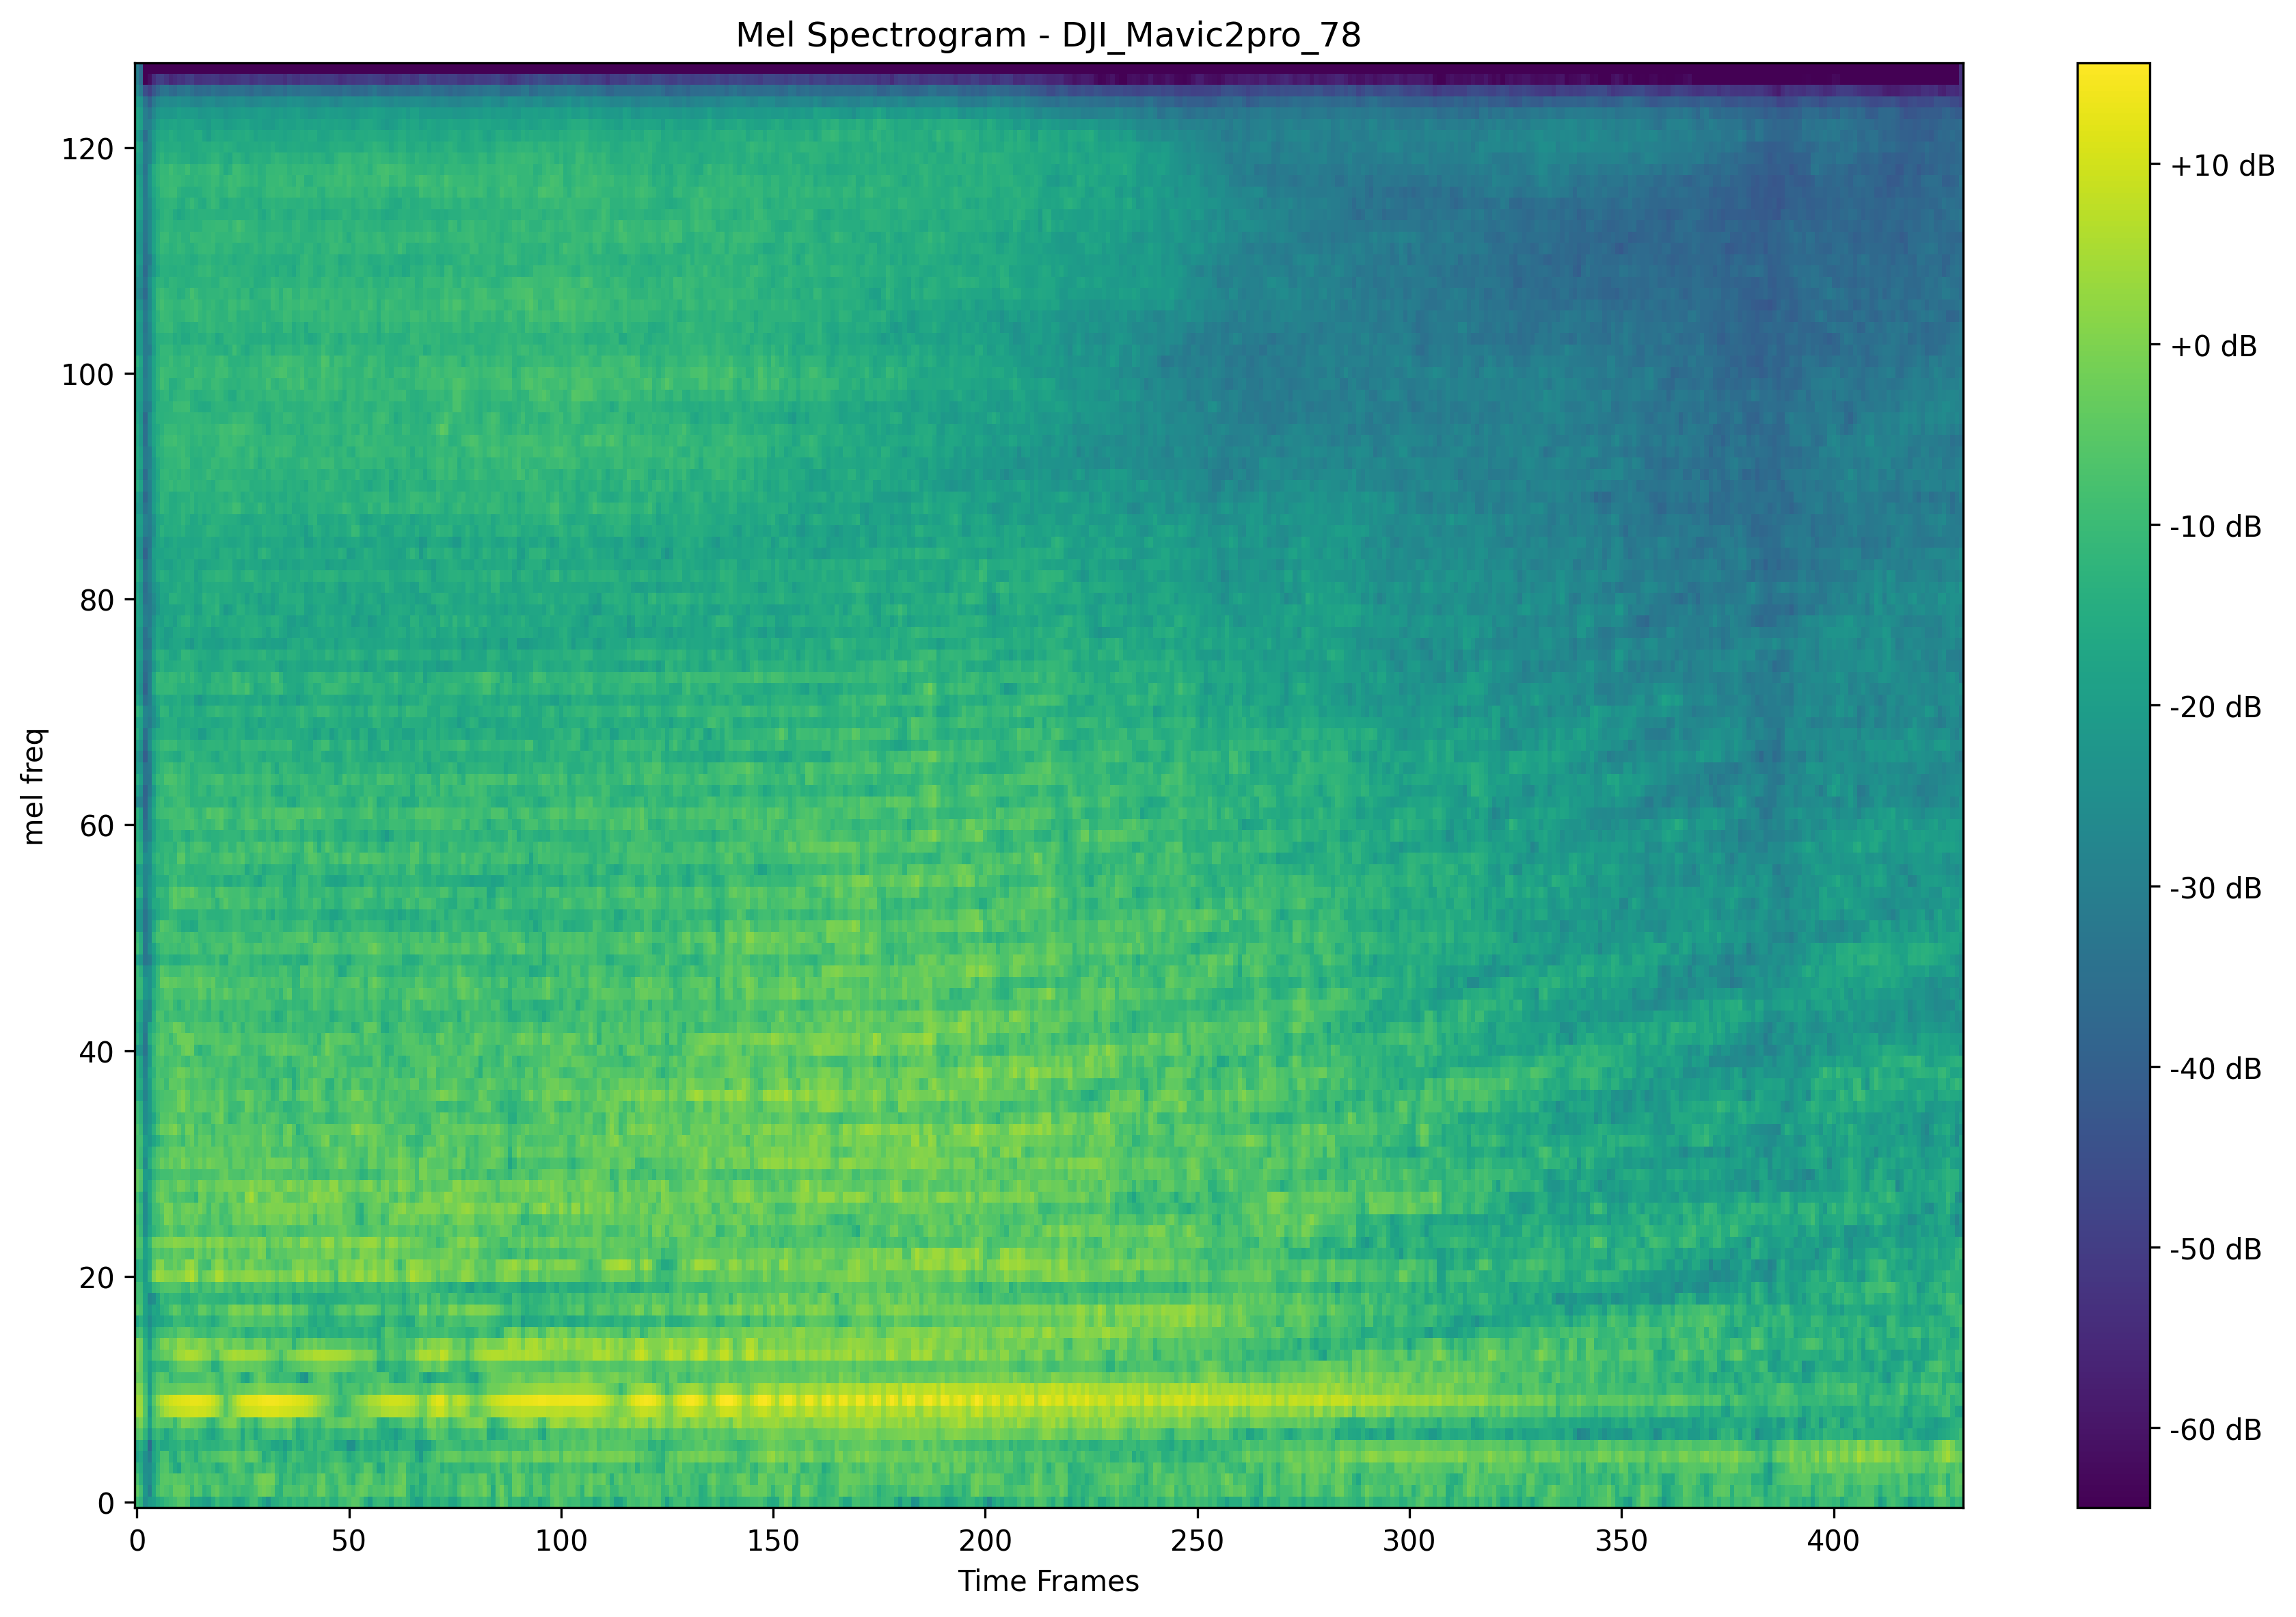 Mel Spectrogram - DJI_Mavic2pro_78
mel freq
120
100
80
60
40
20
0
0 50 100 150 200 250 300 350 400
Time Frames
+10 dB
+0 dB
-10 dB
-20 dB
-30 dB
-40 dB
-50 dB
-60 dB